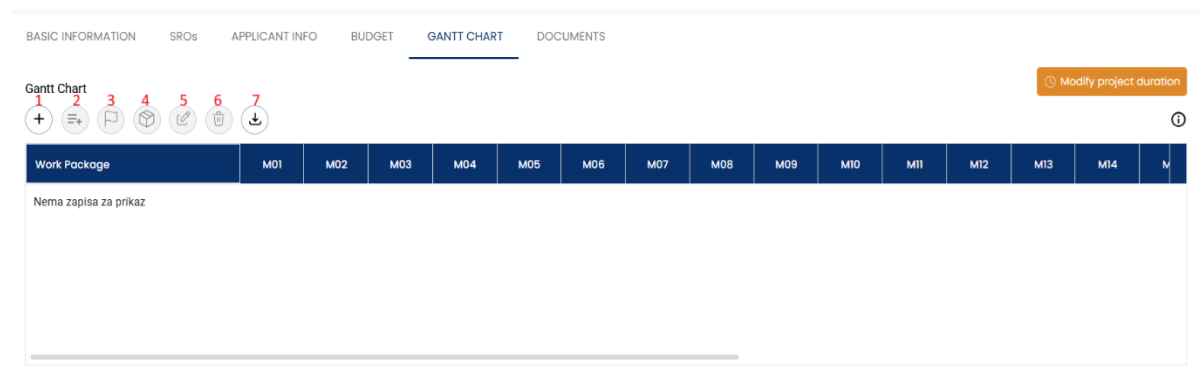 BASIC INFORMATION SROs APPLICANT INFO BUDGET GANTT CHART DOCUMENTS
Gantt Chart
Modify project duration
1 2 3 4 5 6 7
Work Package M01 M02 M03 M04 M05 M06 M07 M08 M09 M10 M11 M12 M13 M14 M
Nema zapisa za prikaz